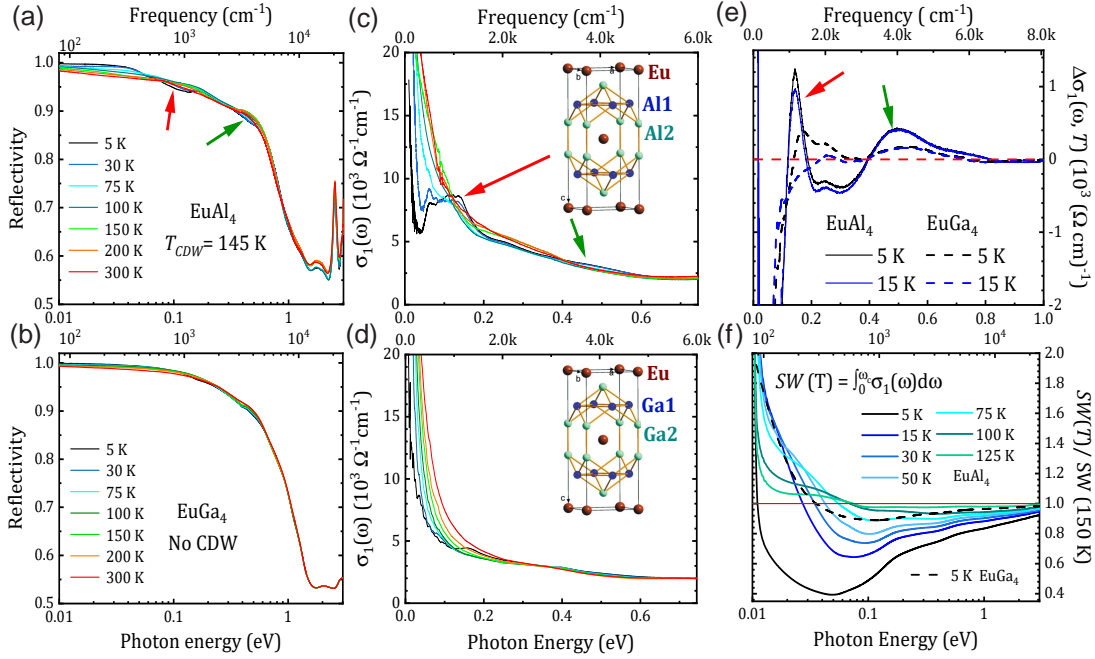 (a)
Frequency (cm⁻¹)
10² 10³ 10⁴
1.0
0.9
0.8
0.7
0.6
0.5
Reflectivity
5 K
30 K
75 K
100 K
150 K
200 K
300 K
EuAl₄
T_CDW= 145 K
0.01 0.1 1
(b)
10² 10³ 10⁴
1.0
0.9
0.8
0.7
0.6
0.5
Reflectivity
5 K
30 K
75 K
100 K
150 K
200 K
300 K
EuGa₄
No CDW
0.01 0.1 1
Photon energy (eV)
(c)
Frequency (cm⁻¹)
0.0 2.0k 4.0k 6.0k
20
15
10
5
0
σ₁(ω) (10³ Ω⁻¹cm⁻¹)
b a
Eu
Al1
Al2
c
0.0 0.2 0.4 0.6
(d)
0.0 2.0k 4.0k 6.0k
20
15
10
5
0
σ₁(ω) (10³ Ω⁻¹cm⁻¹)
b a
Eu
Ga1
Ga2
c
0.0 0.2 0.4 0.6
Photon energy (eV)
(e)
Frequency ( cm⁻¹)
0.0 2.0k 4.0k 6.0k 8.0k
1
0
-1
-2
Δσ₁(ω, T) (10³ (Ω cm)⁻¹
EuAl₄ EuGa₄
5 K 5 K
15 K 15 K
0.0 0.2 0.4 0.6 0.8 1.0
(f)
10² 10³ 10⁴
2.0
1.8
1.6
1.4
1.2
1.0
0.8
0.6
0.4
SW(T)/ SW (150 K)
SW (T) = ∫₀^ωc σ₁(ω)dω
5 K 75 K
15 K 100 K
30 K 125 K
50 K EuAl₄
5 K EuGa₄
0.01 0.1 1
Photon Energy (eV)